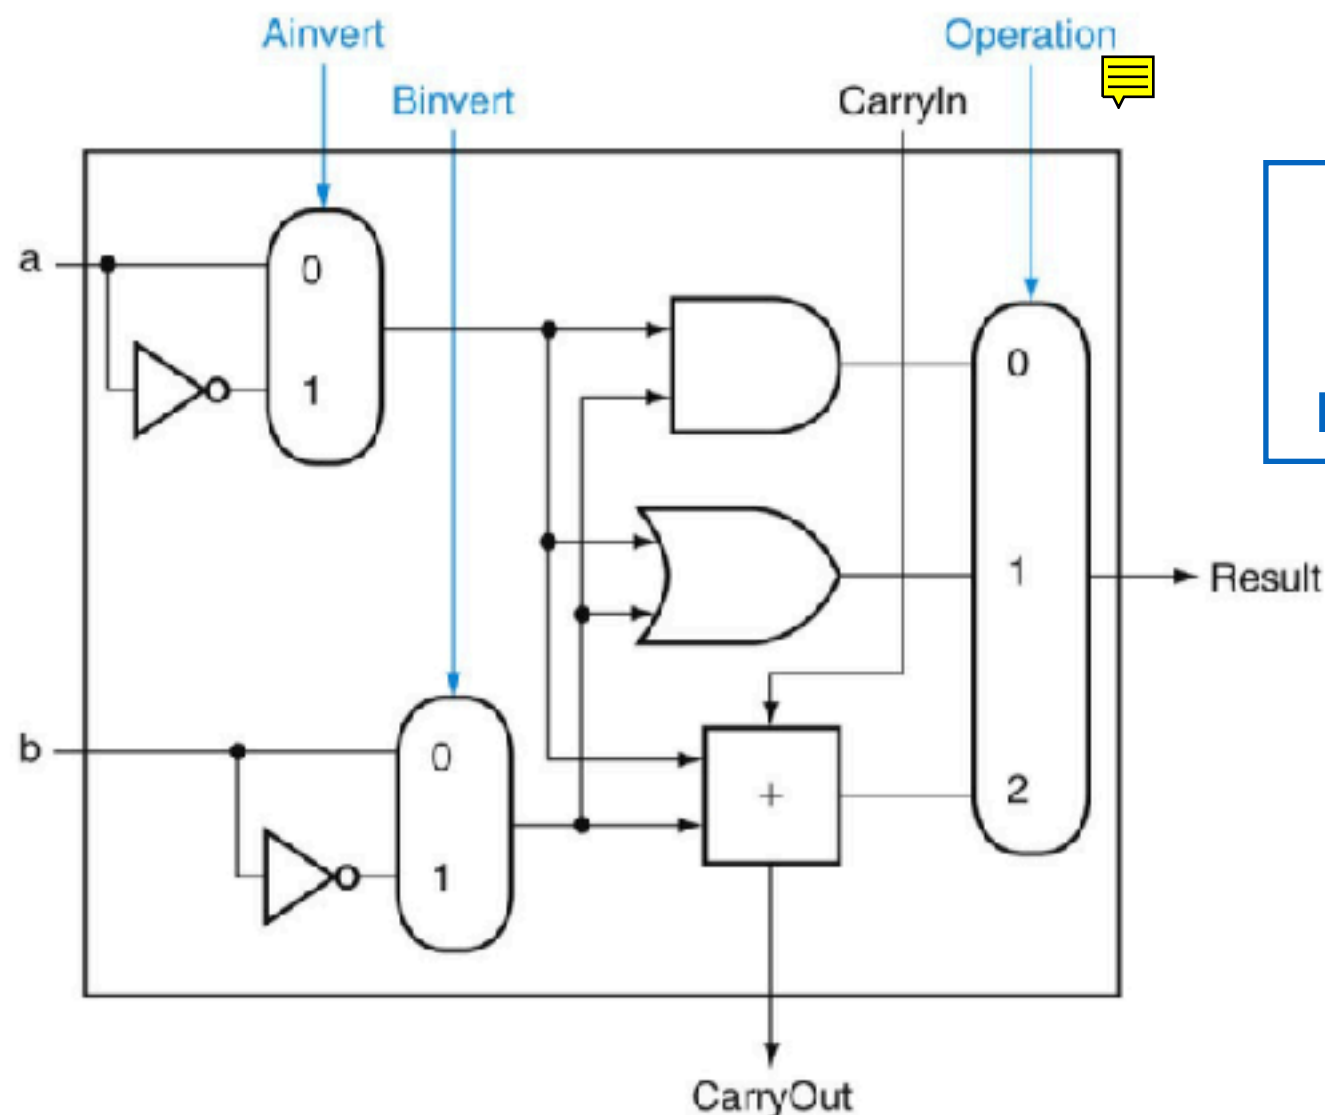 Ainvert
Operation
Binvert
CarryIn
a
0
1
0
1
Result
b
0
1
+
2
CarryOut